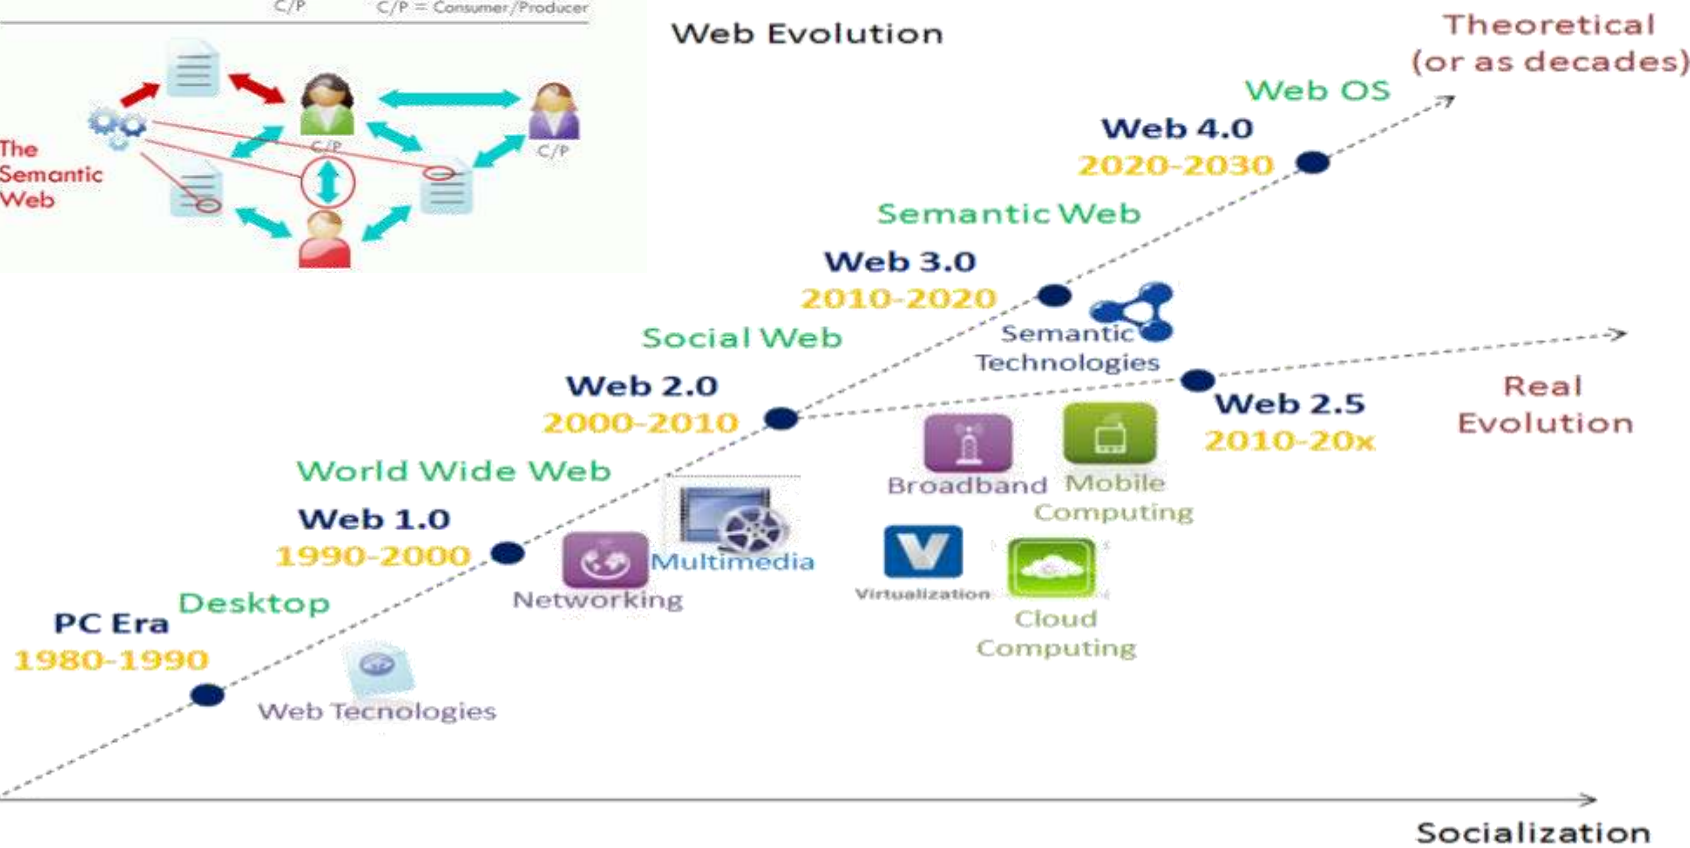 C/P
C/P = Consumer/Producer
The
Semantic
Web
C/P
C/P
Web Evolution
Theoretical
(or as decades)
Web OS
Web 4.0
2020-2030
Semantic Web
Web 3.0
2010-2020
Semantic
Technologies
Social Web
Web 2.0
2000-2010
Real
Evolution
Web 2.5
2010-20x
Broadband
Mobile
Computing
World Wide Web
Web 1.0
1990-2000
Multimedia
Networking
V
Virtualization
Cloud
Computing
Desktop
PC Era
1980-1990
Web Tecnologies
Socialization